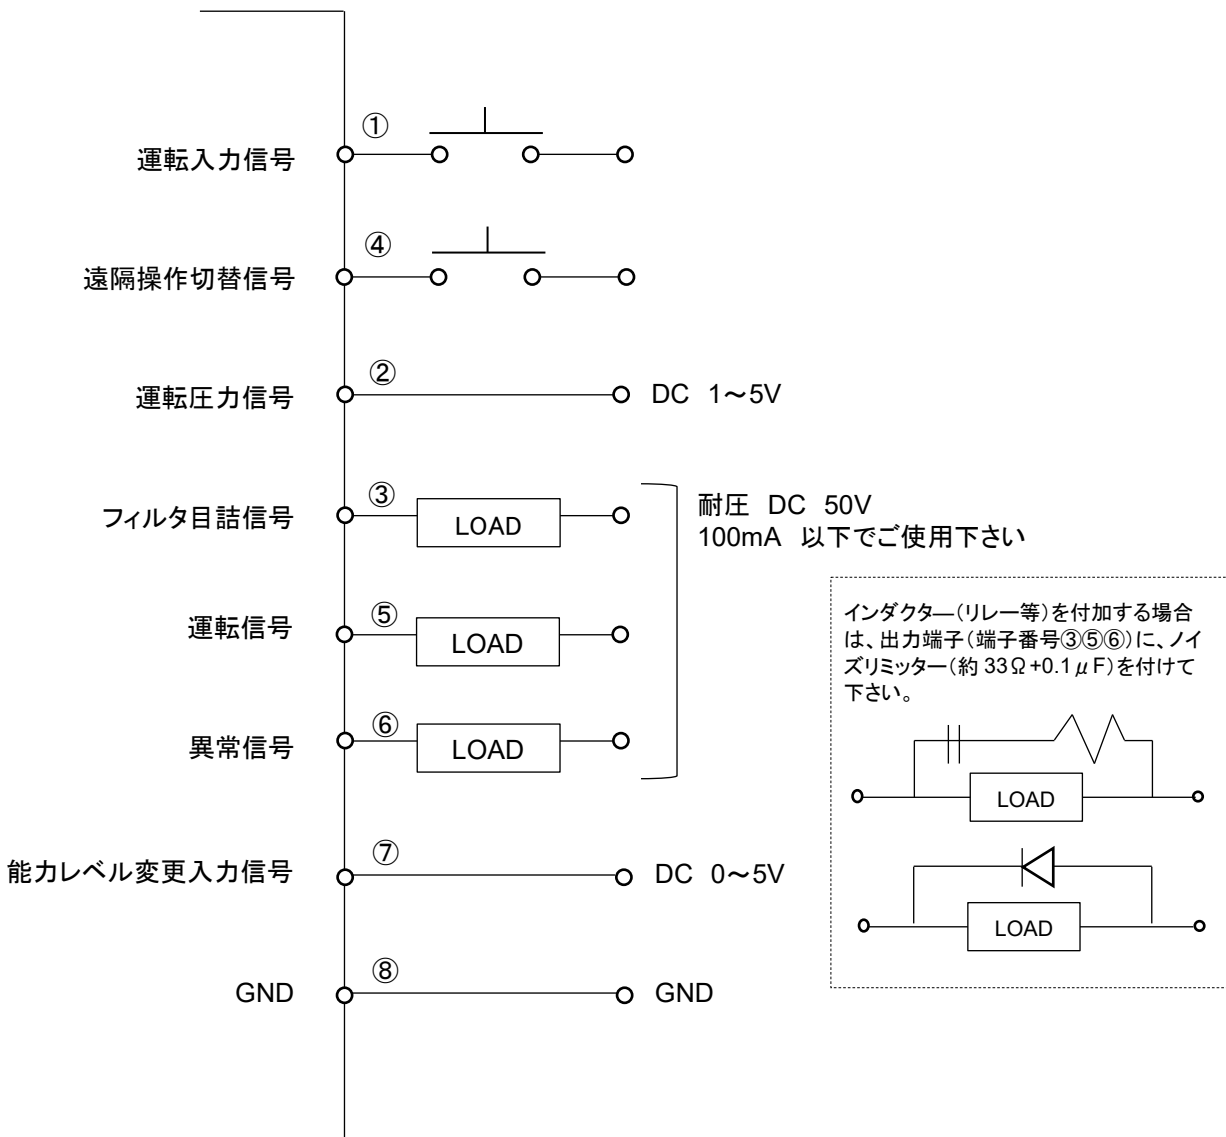 ①
運転入力信号
④
遠隔操作切替信号
②
運転圧力信号
DC 1～5V
③
フィルタ目詰信号
LOAD
耐圧 DC 50V
100mA 以下でご使用下さい
⑤
運転信号
LOAD
⑥
異常信号
LOAD
インダクター(リレー等)を付加する場合
は、出力端子(端子番号③⑤⑥)に、ノイ
ズリミッター(約 33Ω+0.1μF)を付けて
下さい。
LOAD
LOAD
⑦
能力レベル変更入力信号
DC 0～5V
⑧
GND
GND